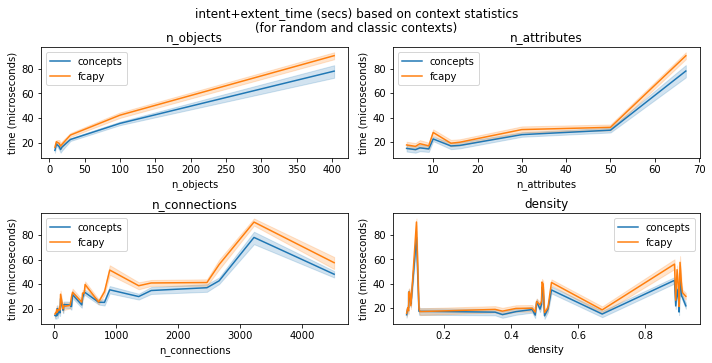 intent+extent_time (secs) based on context statistics
(for random and classic contexts)
n_objects
time (microseconds)
80
60
40
20
concepts
fcapy
0
50
100
150
200
250
300
350
400
n_objects
n_attributes
time (microseconds)
80
60
40
20
concepts
fcapy
10
20
30
40
50
60
70
n_attributes
n_connections
time (microseconds)
80
60
40
20
concepts
fcapy
0
1000
2000
3000
4000
n_connections
density
time (microseconds)
80
60
40
20
concepts
fcapy
0.2
0.4
0.6
0.8
density